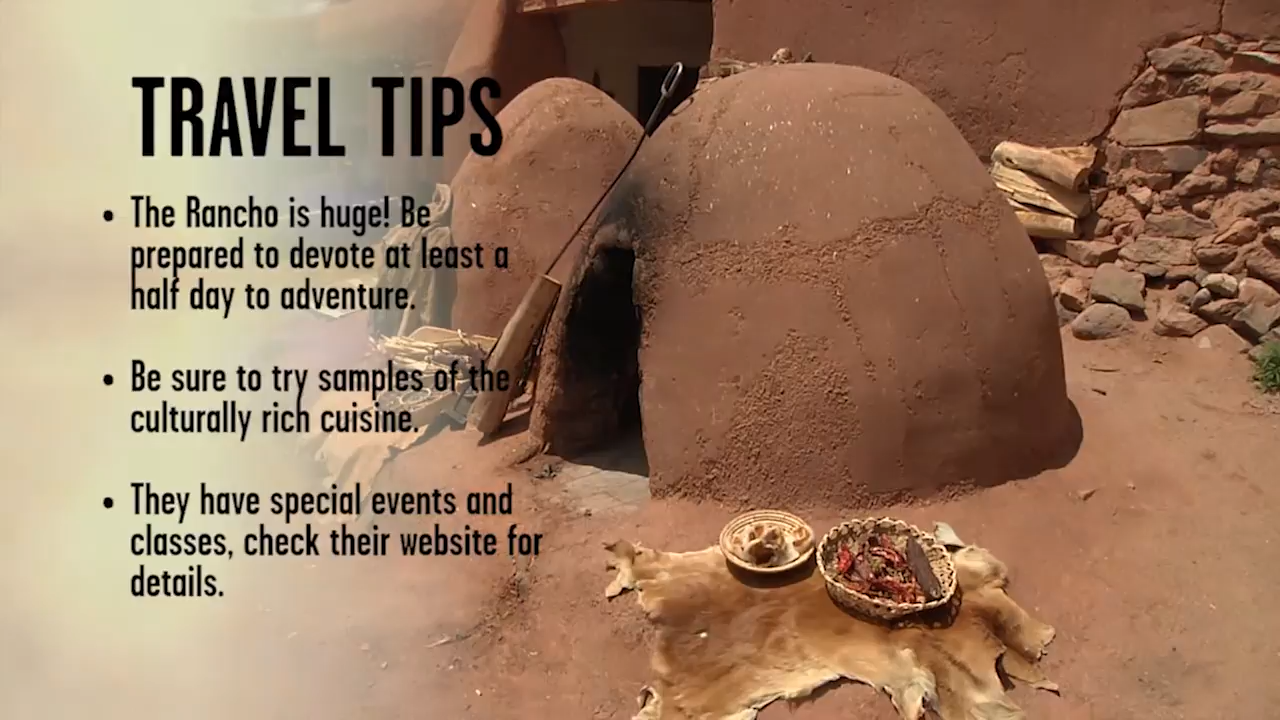 TRAVEL TIPS
• The Rancho is huge! Be
prepared to devote at least a
half day to adventure.
• Be sure to try samples of the
culturally rich cuisine.
• They have special events and
classes, check their website for
details.